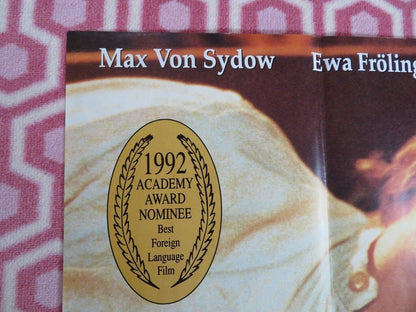 Max Von Sydow Ewa Fröling
1992
ACADEMY
AWARD
NOMINEE
Best
Foreign
Language
Film